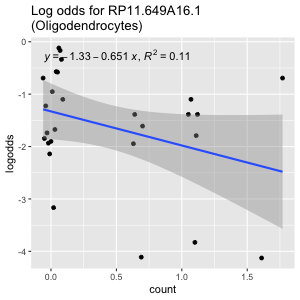 Log odds for RP11.649A16.1
(Oligodendrocytes)
y = −1.33 − 0.651 x, R² = 0.11
0
-1
-2
-3
-4
logodds
0.0 0.5 1.0 1.5
count